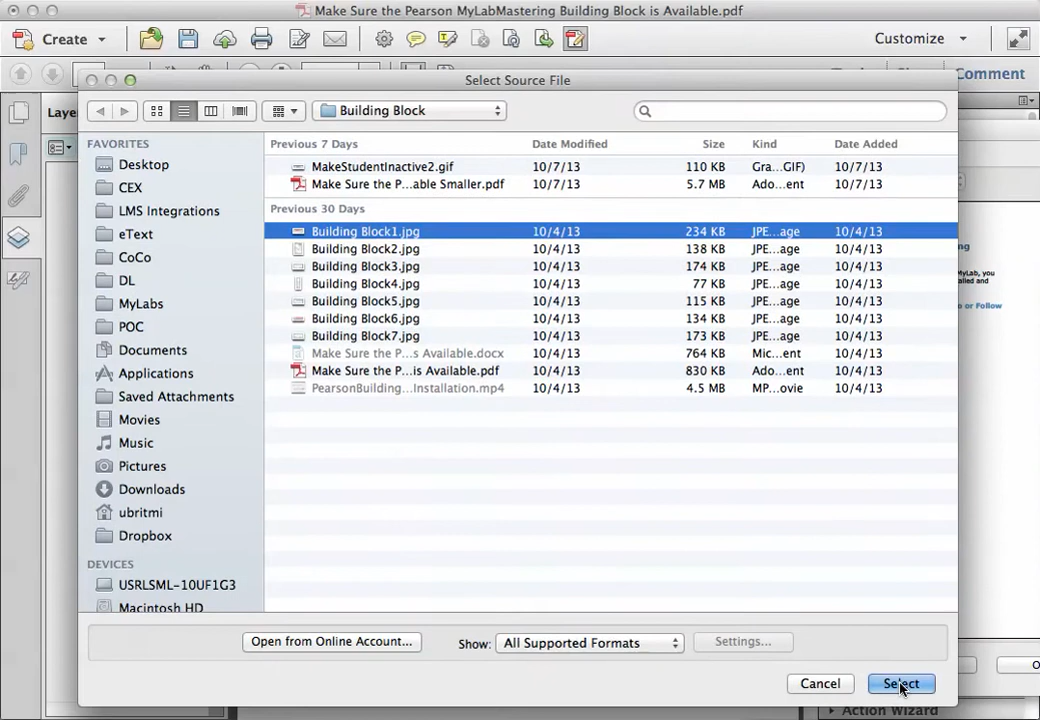 Make Sure the Pearson MyLabMastering Building Block is Available.pdf
Create
Customize
Select Source File
Comment
Building Block
Layer
FAVORITES
Desktop
CEX
LMS Integrations
eText
CoCo
DL
MyLabs
POC
Documents
Applications
Saved Attachments
Movies
Music
Pictures
Downloads
ubritmi
Dropbox
DEVICES
USRLSML-10UF1G3
Macintosh HD
Previous 7 Days Date Modified Size Kind Date Added
MakeStudentInactive2.gif 10/7/13 110 KB Gra...GIF) 10/7/13
Make Sure the P...able Smaller.pdf 10/7/13 5.7 MB Ado...ent 10/7/13
Previous 30 Days
Building Block1.jpg 10/4/13 234 KB JPE...age 10/4/13
Building Block2.jpg 10/4/13 138 KB JPE...age 10/4/13
Building Block3.jpg 10/4/13 174 KB JPE...age 10/4/13
Building Block4.jpg 10/4/13 77 KB JPE...age 10/4/13
Building Block5.jpg 10/4/13 115 KB JPE...age 10/4/13
Building Block6.jpg 10/4/13 134 KB JPE...age 10/4/13
Building Block7.jpg 10/4/13 173 KB JPE...age 10/4/13
Make Sure the P...s Available.docx 10/4/13 764 KB Mic...ent 10/4/13
Make Sure the P...is Available.pdf 10/4/13 830 KB Ado...ent 10/4/13
PearsonBuilding...Installation.mp4 10/4/13 4.5 MB MP...ovie 10/4/13
MyLab, you
alled and
o or Follow
Open from Online Account... Show: All Supported Formats Settings...
Cancel Select
Action Wizard